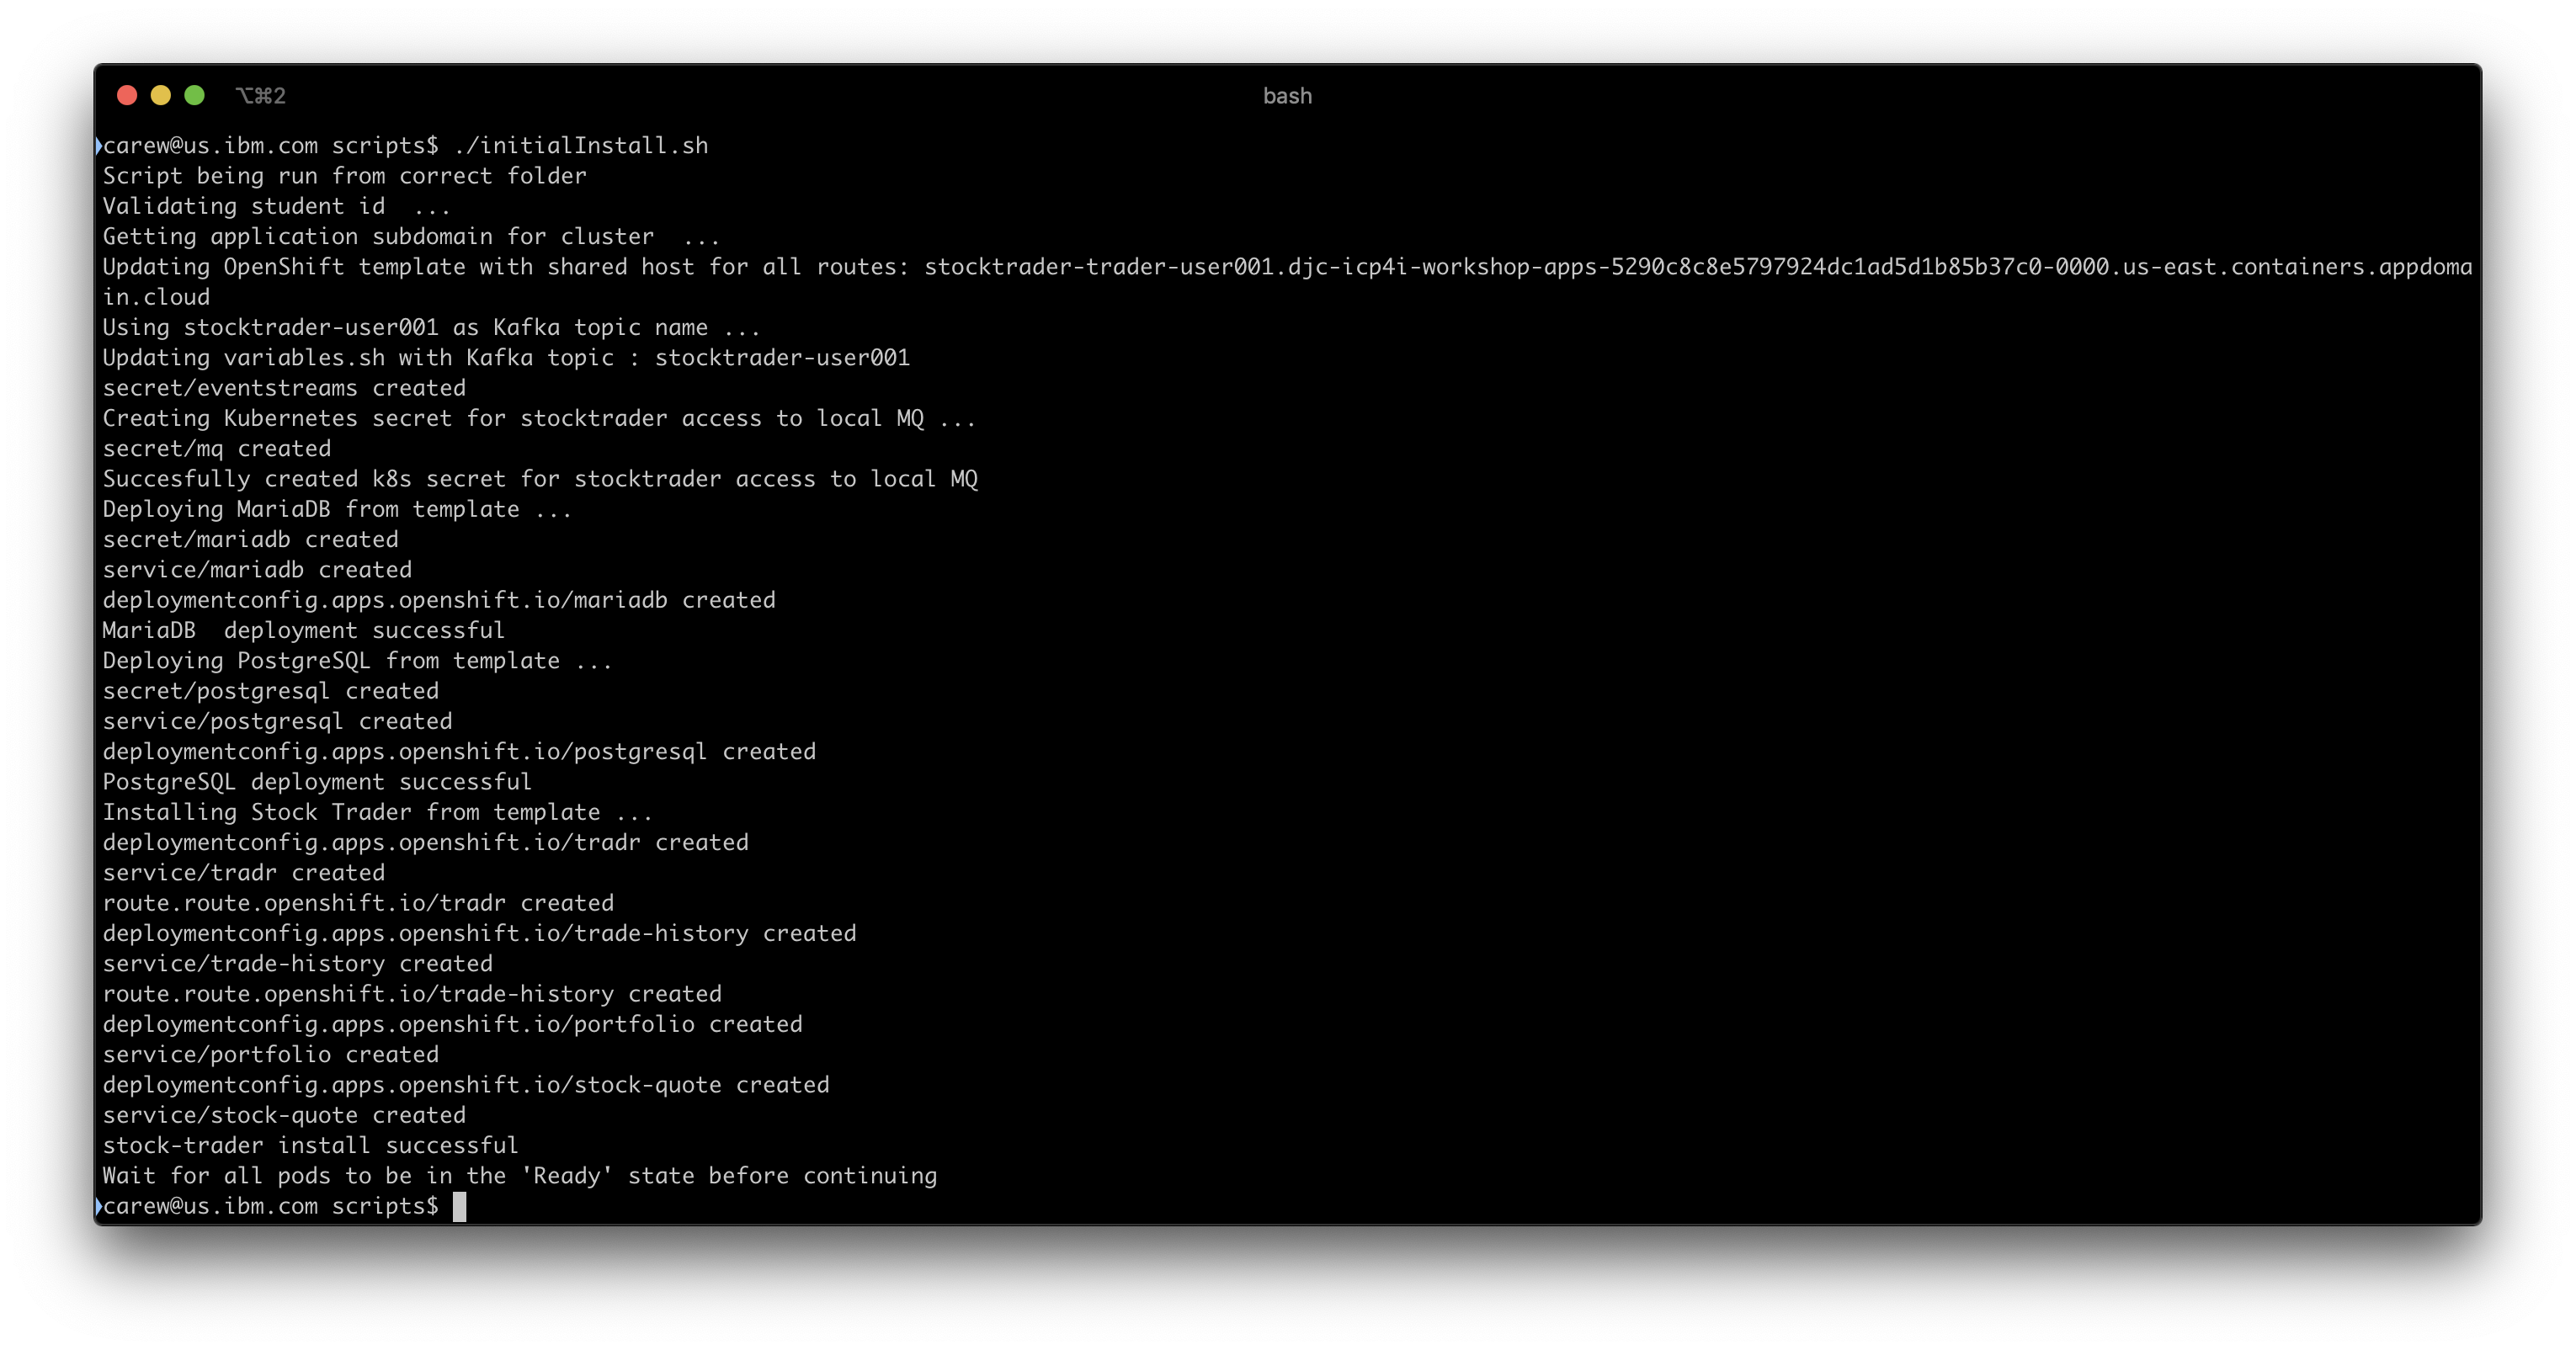 ⌥⌘2
bash
carew@us.ibm.com scripts$ ./initialInstall.sh
Script being run from correct folder
Validating student id  ...
Getting application subdomain for cluster  ...
Updating OpenShift template with shared host for all routes: stocktrader-trader-user001.djc-icp4i-workshop-apps-5290c8c8e5797924dc1ad5d1b85b37c0-0000.us-east.containers.appdoma
in.cloud
Using stocktrader-user001 as Kafka topic name ...
Updating variables.sh with Kafka topic : stocktrader-user001
secret/eventstreams created
Creating Kubernetes secret for stocktrader access to local MQ ...
secret/mq created
Succesfully created k8s secret for stocktrader access to local MQ
Deploying MariaDB from template ...
secret/mariadb created
service/mariadb created
deploymentconfig.apps.openshift.io/mariadb created
MariaDB  deployment successful
Deploying PostgreSQL from template ...
secret/postgresql created
service/postgresql created
deploymentconfig.apps.openshift.io/postgresql created
PostgreSQL deployment successful
Installing Stock Trader from template ...
deploymentconfig.apps.openshift.io/tradr created
service/tradr created
route.route.openshift.io/tradr created
deploymentconfig.apps.openshift.io/trade-history created
service/trade-history created
route.route.openshift.io/trade-history created
deploymentconfig.apps.openshift.io/portfolio created
service/portfolio created
deploymentconfig.apps.openshift.io/stock-quote created
service/stock-quote created
stock-trader install successful
Wait for all pods to be in the 'Ready' state before continuing
carew@us.ibm.com scripts$